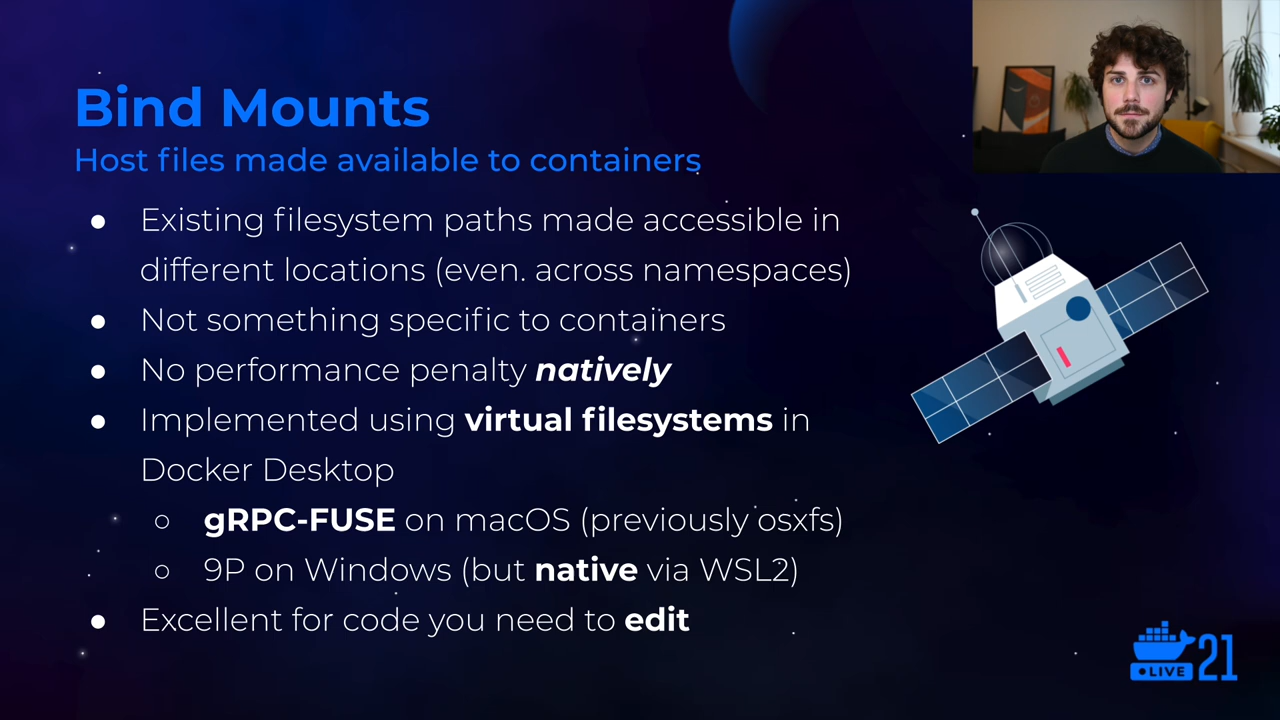 Bind Mounts
Host files made available to containers
● Existing filesystem paths made accessible in
different locations (even. across namespaces)
● Not something specific to containers
● No performance penalty natively
● Implemented using virtual filesystems in
Docker Desktop
○ gRPC-FUSE on macOS (previously osxfs)
○ 9P on Windows (but native via WSL2)
● Excellent for code you need to edit
LIVE 21